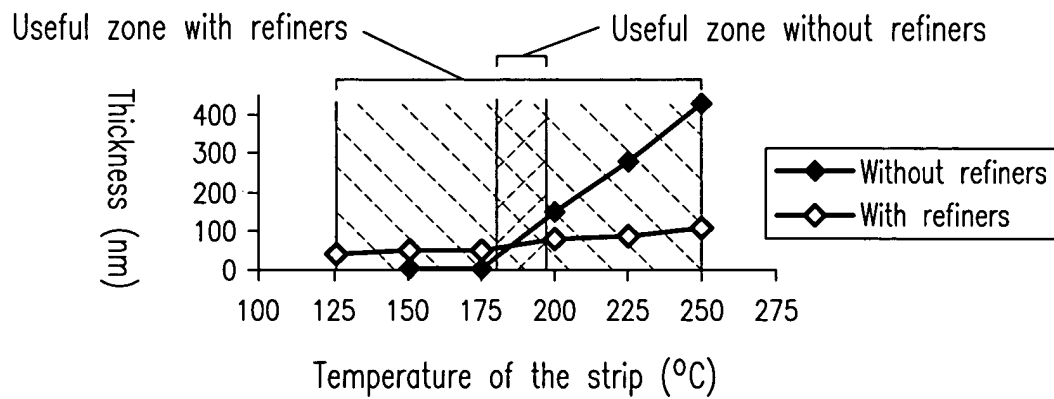 Useful zone with refiners
Useful zone without refiners
Thickness (nm)
400
300
200
100
0
100 125 150 175 200 225 250 275
Temperature of the strip (ºC)
Without refiners
With refiners